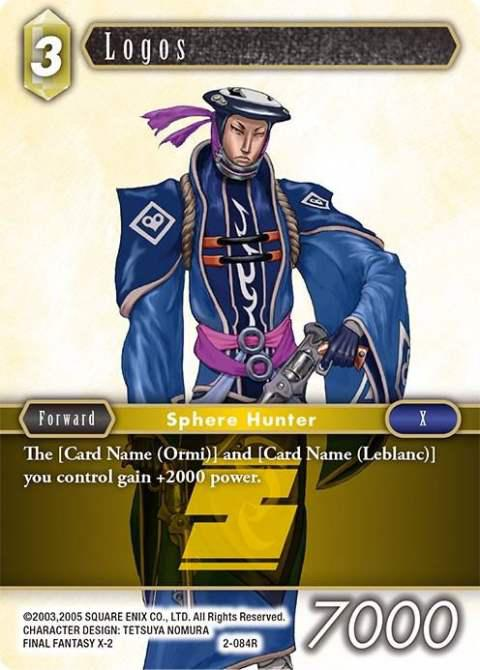 3
Logos
Forward
Sphere Hunter
X
The [Card Name (Ormi)] and [Card Name (Leblanc)]
you control gain +2000 power.
©2003,2005 SQUARE ENIX CO., LTD. All Rights Reserved.
CHARACTER DESIGN: TETSUYA NOMURA
FINAL FANTASY X-2
2-084R
7000